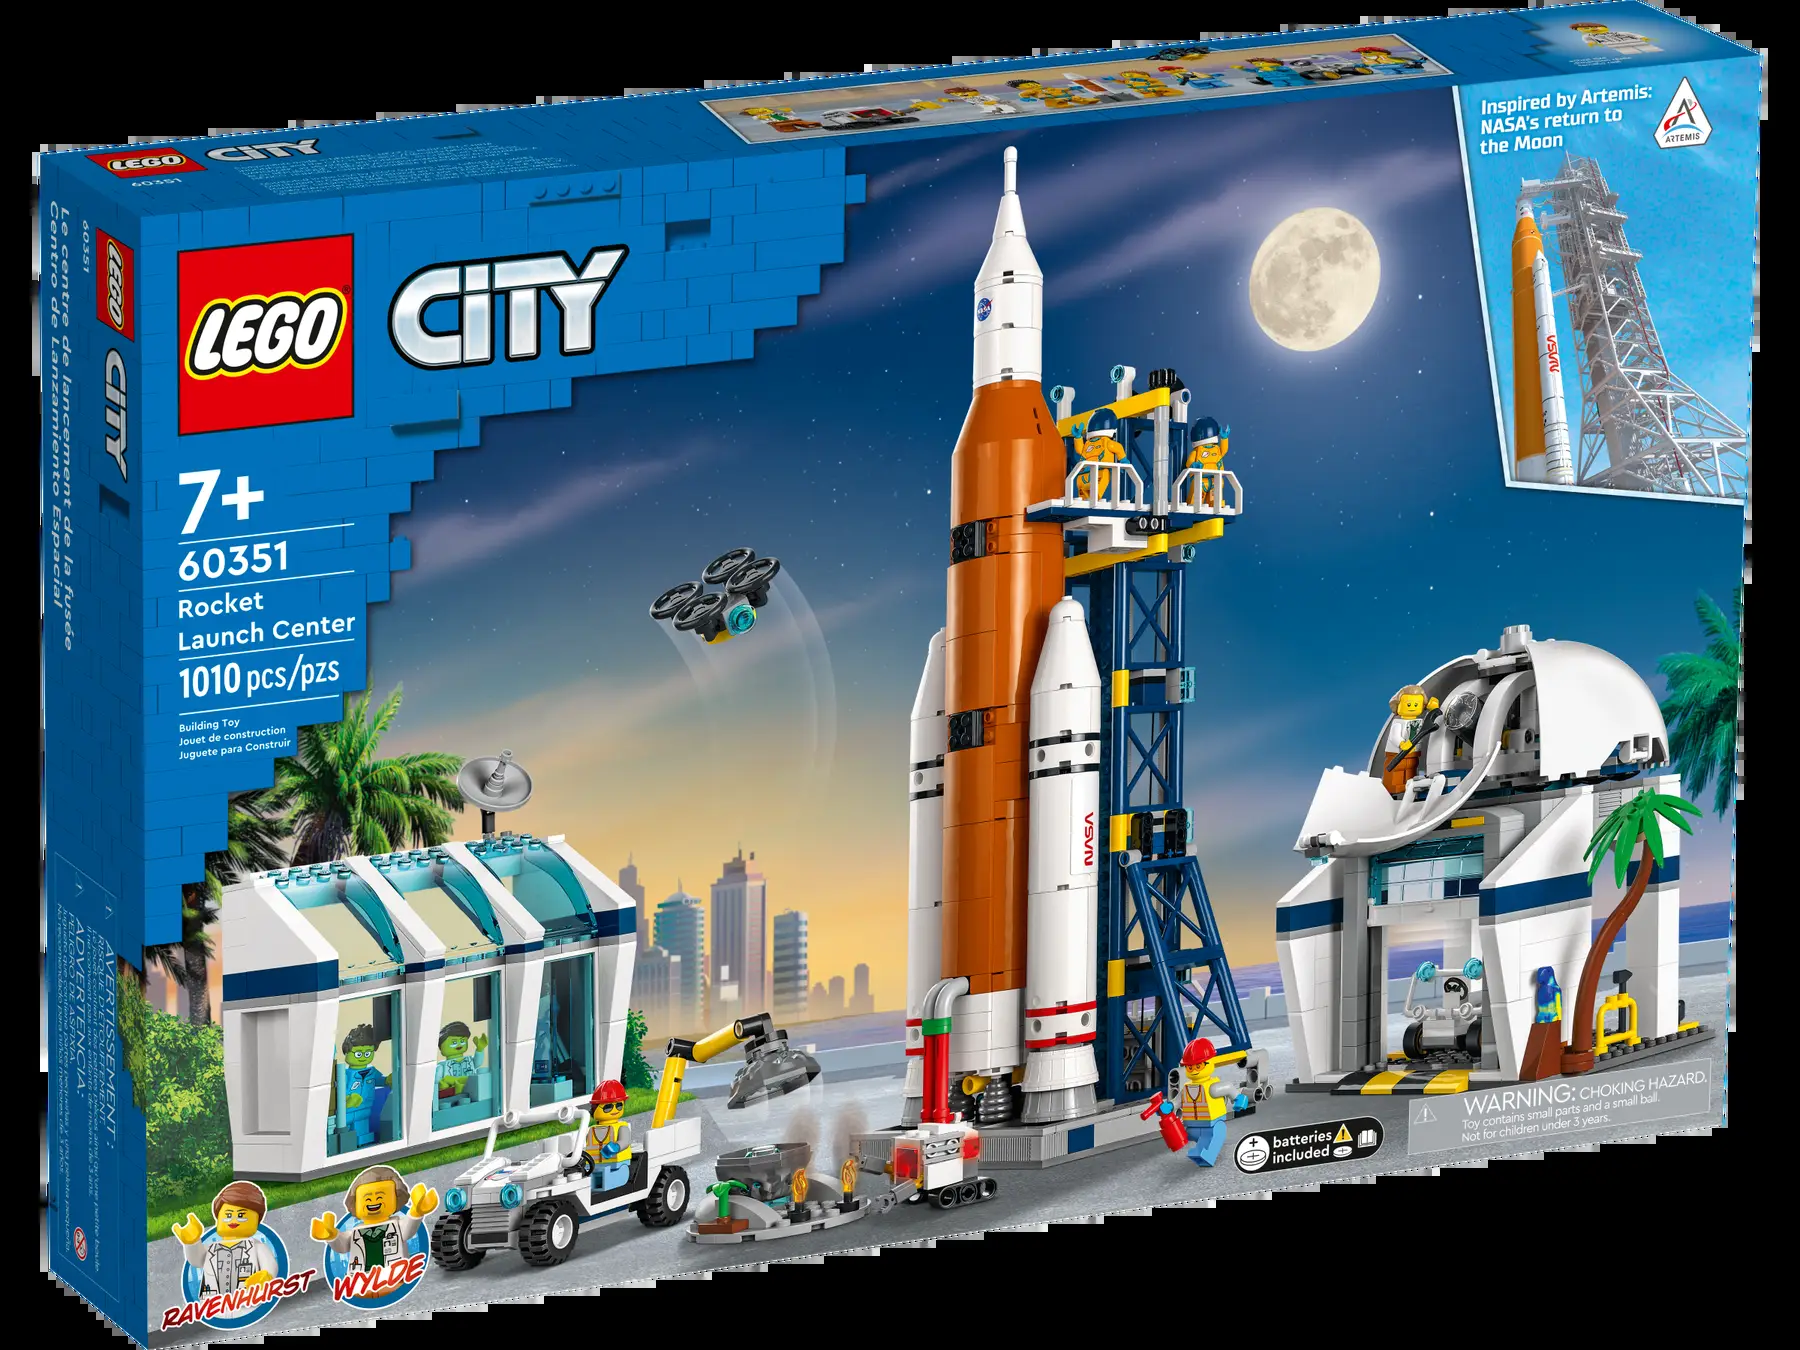 LEGO CITY
60351
LEGO
CITY
60351
Le centre de lancement de la fusée
Centro de Lanzamiento Espacial
LEGO
CITY
7+
60351
Rocket
Launch Center
1010 pcs/pzs
Building Toy
Jouet de construction
Juguete para Construir
Inspired by Artemis:
NASA's return to
the Moon
ARTEMIS
NASA
NASA
NASA
AVERTISSEMENT:
ADVERTENCIA:
RAVENHURST
WYLDE
batteries
included
WARNING: CHOKING HAZARD.
Toy contains small parts and a small ball.
Not for children under 3 years.